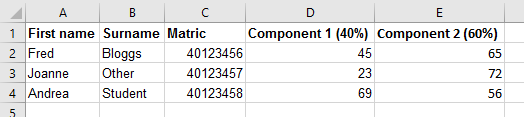 A B C D E
1 First name Surname Matric Component 1 (40%) Component 2 (60%)
2 Fred Bloggs 40123456 45 65
3 Joanne Other 40123457 23 72
4 Andrea Student 40123458 69 56
5